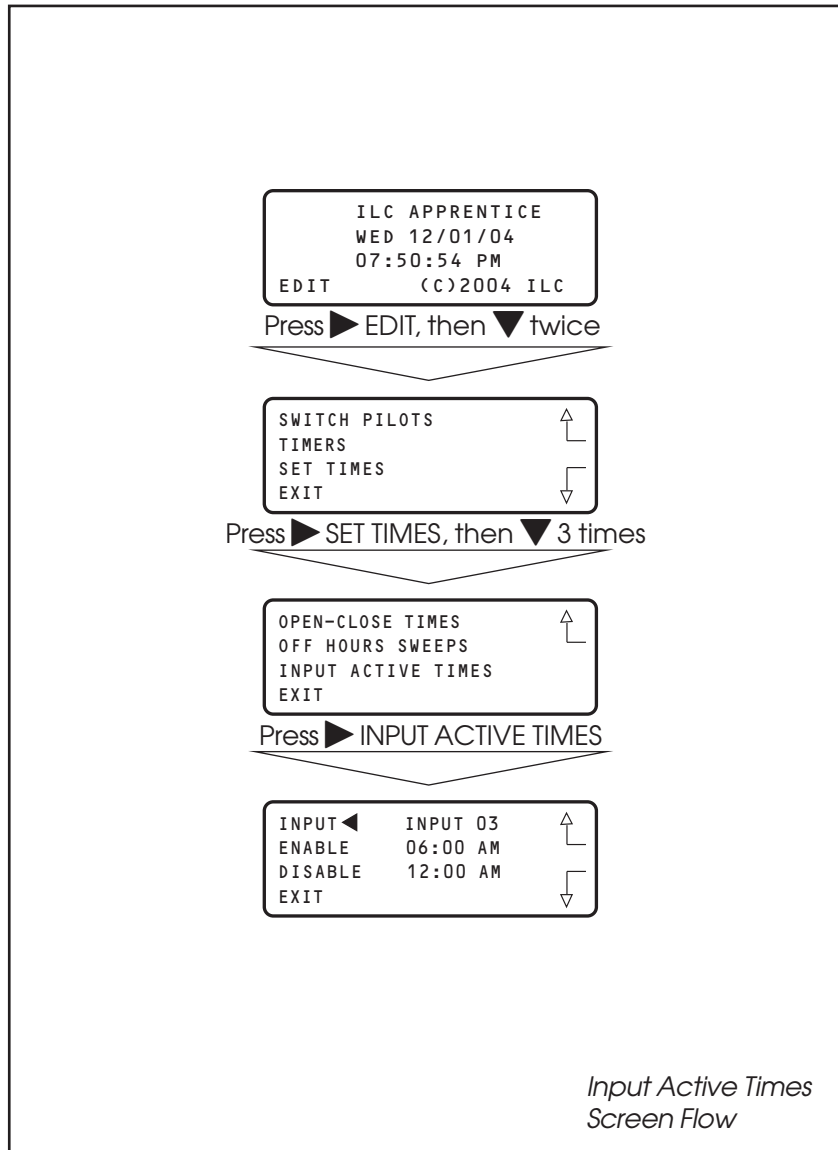 ILC APPRENTICE
WED 12/01/04
07:50:54 PM
EDIT (C)2004 ILC
Press ▶ EDIT, then ▼ twice
SWITCH PILOTS
TIMERS
SET TIMES
EXIT
Press ▶ SET TIMES, then ▼ 3 times
OPEN-CLOSE TIMES
OFF HOURS SWEEPS
INPUT ACTIVE TIMES
EXIT
Press ▶ INPUT ACTIVE TIMES
INPUT◀ INPUT 03
ENABLE 06:00 AM
DISABLE 12:00 AM
EXIT
Input Active Times
Screen Flow